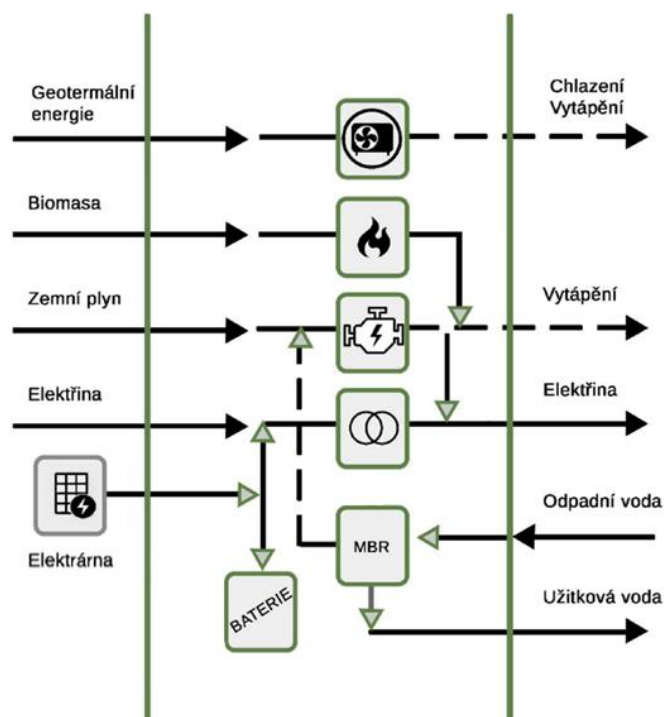 Geotermální
energie
Chlazení
Vytápění
Biomasa
Zemní plyn
Vytápění
Elektřina
Elektřina
Elektrárna
MBR
Odpadní voda
BATERIE
Užitková voda